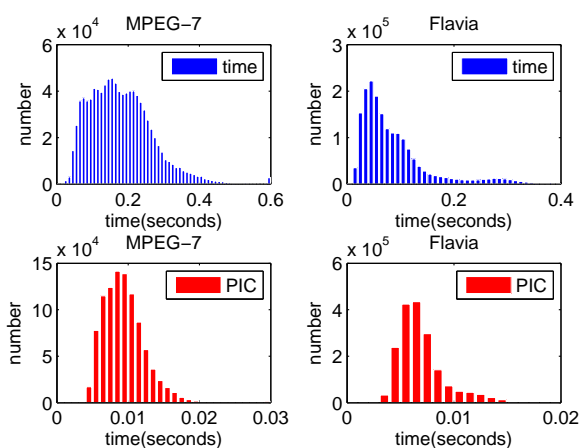 MPEG−7
x 10^4
6
4
2
0
0 0.2 0.4 0.6
number
time(seconds)
time
Flavia
x 10^5
3
2
1
0
0 0.2 0.4
number
time(seconds)
time
MPEG−7
x 10^4
15
10
5
0
0 0.01 0.02 0.03
number
time(seconds)
PIC
Flavia
x 10^5
6
4
2
0
0 0.01 0.02
number
time(seconds)
PIC